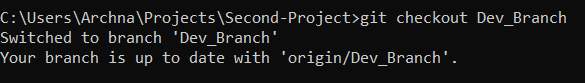 C:\Users\Archna\Projects\Second-Project>git checkout Dev_Branch
Switched to branch 'Dev_Branch'
Your branch is up to date with 'origin/Dev_Branch'.